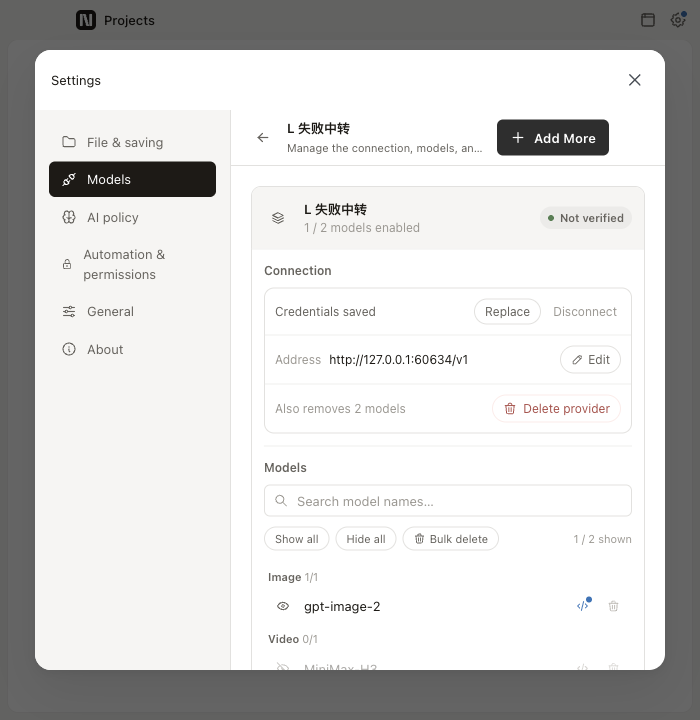 Projects
Settings
File & saving
Models
AI policy
Automation &
permissions
General
About
L 失败中转
Manage the connection, models, an...
Add More
L 失败中转
1 / 2 models enabled
Not verified
Connection
Credentials saved
Replace
Disconnect
Address http://127.0.0.1:60634/v1
Edit
Also removes 2 models
Delete provider
Models
Search model names...
Show all
Hide all
Bulk delete
1 / 2 shown
Image 1/1
gpt-image-2
Video 0/1
MiniMax-H3